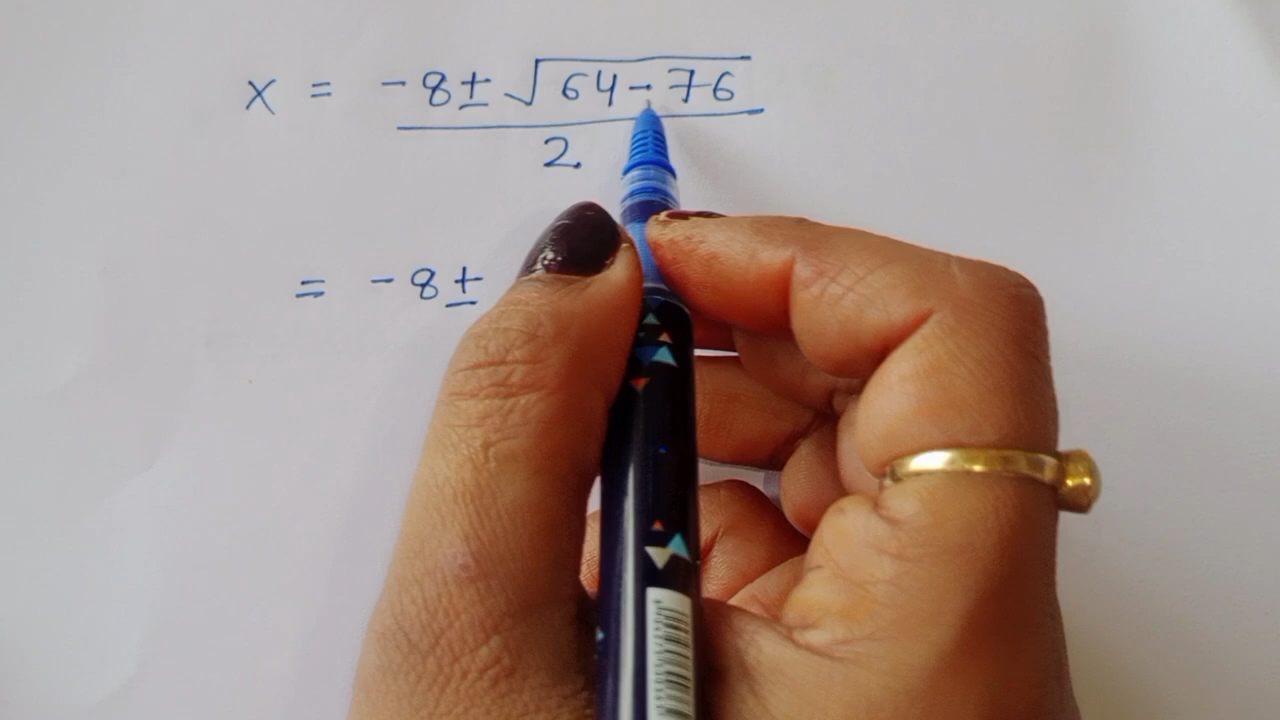 x = -8 ± √64-76
2
= -8 ±